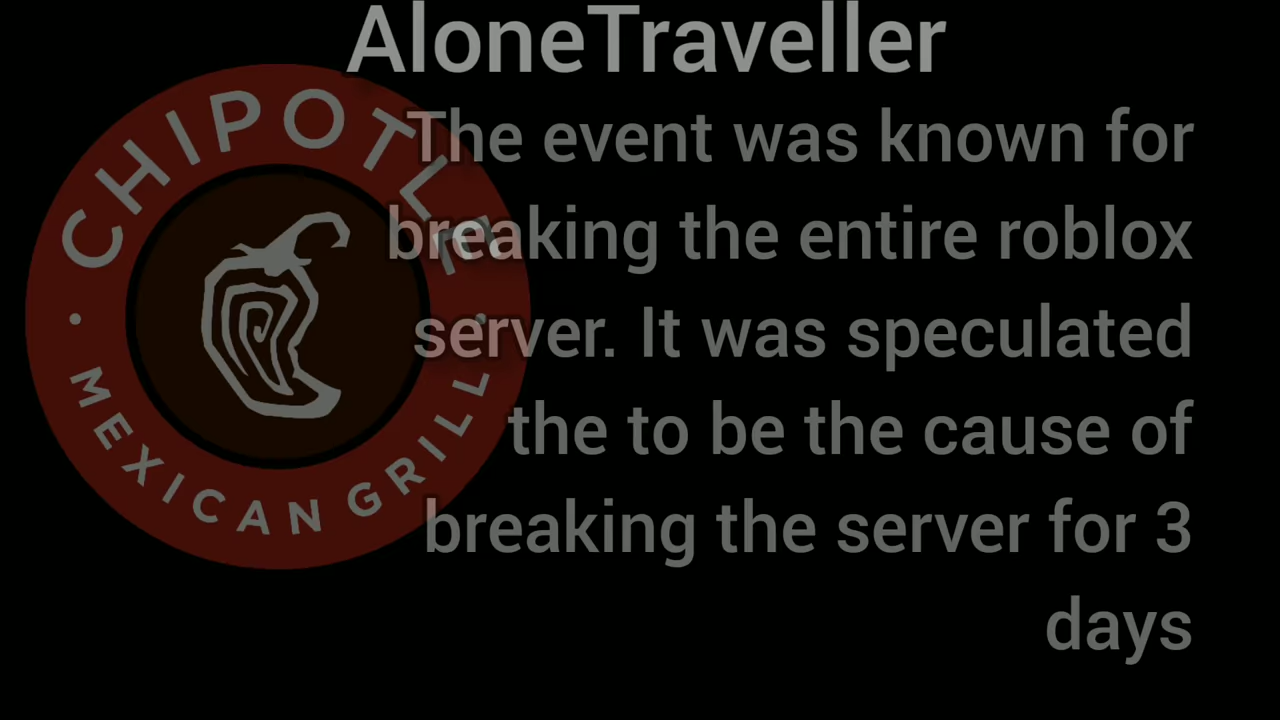 AloneTraveller
CHIPOTLE
The event was known for
breaking the entire roblox
server. It was speculated
the to be the cause of
breaking the server for 3
days
MEXICAN GRILL